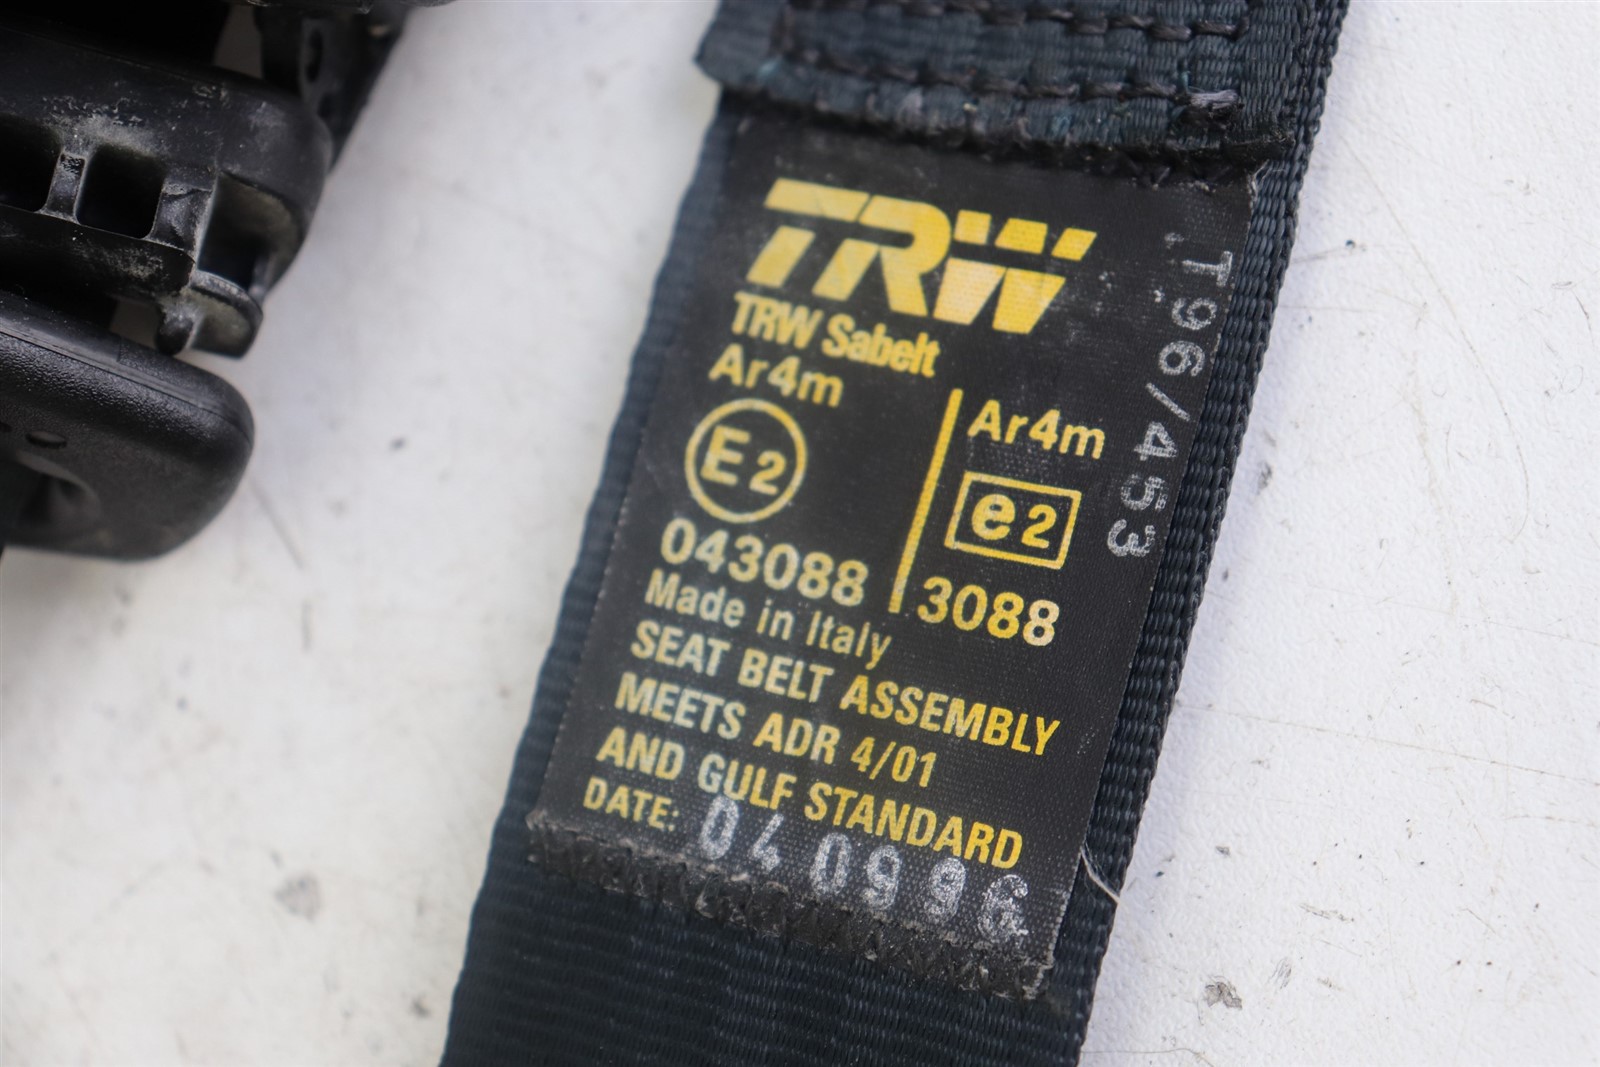 TRW
TRW Sabelt
Ar4m
E2
043088
Ar4m
e2
3088
Made in Italy
SEAT BELT ASSEMBLY
MEETS ADR 4/01
AND GULF STANDARD
DATE: 040996
T96/453